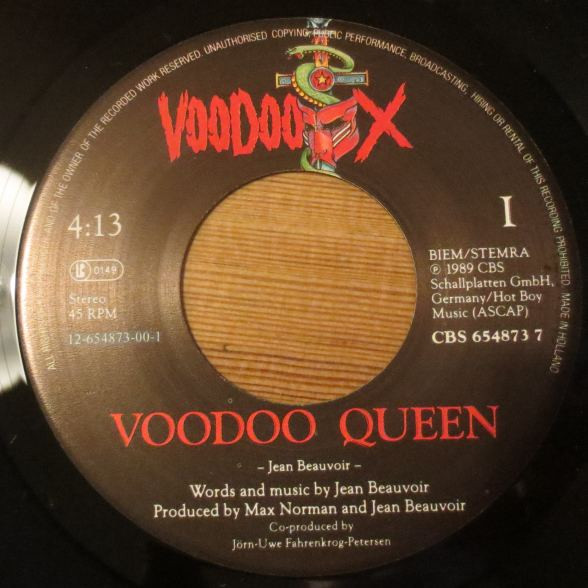 ALL RIGHTS OF THE PRODUCER AND OF THE OWNER OF THE RECORDED WORK RESERVED. UNAUTHORISED COPYING, PUBLIC PERFORMANCE, BROADCASTING, HIRING OR RENTAL OF THIS RECORDING PROHIBITED. MADE IN HOLLAND
VOODOO X
4:13
I
LC 0149
Stereo
45 RPM
12-654873-00-1
BIEM/STEMRA
℗ 1989 CBS
Schallplatten GmbH,
Germany/Hot Boy
Music (ASCAP)
CBS 654873 7
VOODOO QUEEN
– Jean Beauvoir –
Words and music by Jean Beauvoir
Produced by Max Norman and Jean Beauvoir
Co-produced by
Jörn-Uwe Fahrenkrog-Petersen